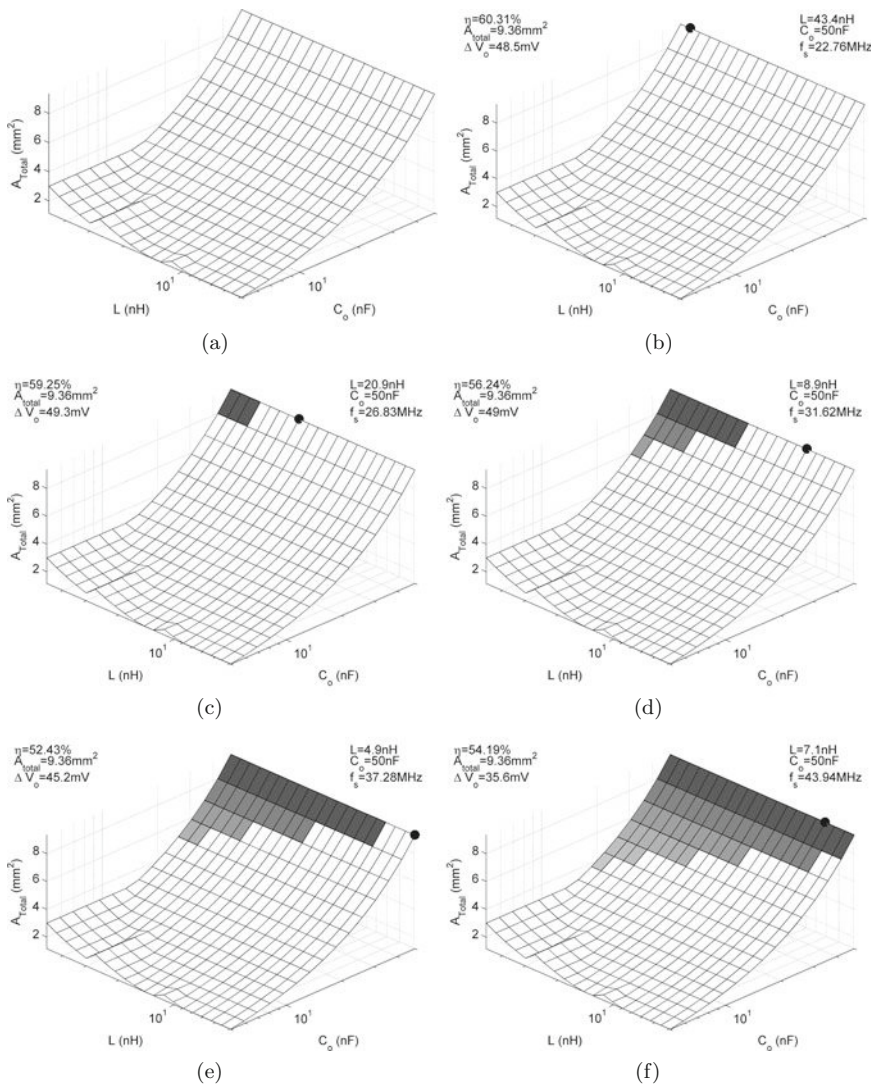 A_Total (mm²)
8
6
4
2
L (nH)
10¹
10¹
C_o (nF)
(a)
η=60.31%
A_total=9.36mm²
Δ V_o=48.5mV
L=43.4nH
C_o=50nF
f_s=22.76MHz
A_Total (mm²)
8
6
4
2
L (nH)
10¹
10¹
C_o (nF)
(b)
η=59.25%
A_total=9.36mm²
Δ V_o=49.3mV
L=20.9nH
C_o=50nF
f_s=26.83MHz
A_Total (mm²)
8
6
4
2
L (nH)
10¹
10¹
C_o (nF)
(c)
η=56.24%
A_total=9.36mm²
Δ V_o=49mV
L=8.9nH
C_o=50nF
f_s=31.62MHz
A_Total (mm²)
8
6
4
2
L (nH)
10¹
10¹
C_o (nF)
(d)
η=52.43%
A_total=9.36mm²
Δ V_o=45.2mV
L=4.9nH
C_o=50nF
f_s=37.28MHz
A_Total (mm²)
8
6
4
2
L (nH)
10¹
10¹
C_o (nF)
(e)
η=54.19%
A_total=9.36mm²
Δ V_o=35.6mV
L=7.1nH
C_o=50nF
f_s=43.94MHz
A_Total (mm²)
8
6
4
2
L (nH)
10¹
10¹
C_o (nF)
(f)